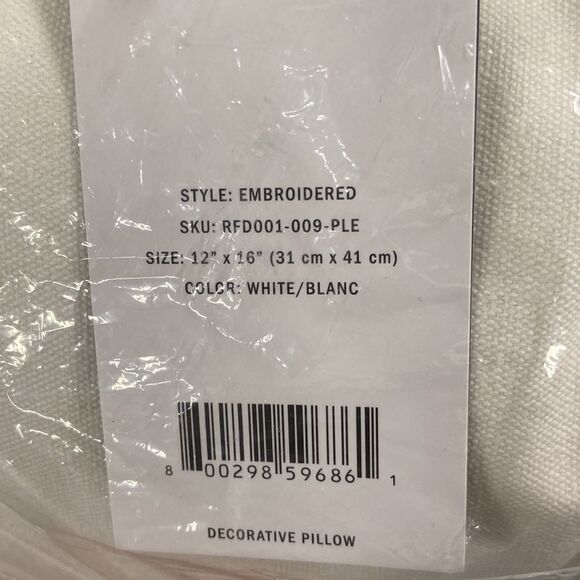 STYLE: EMBROIDERED
SKU: RFD001-009-PLE
SIZE: 12” x 16” (31 cm x 41 cm)
COLOR: WHITE/BLANC
8 00298 59686 1
DECORATIVE PILLOW